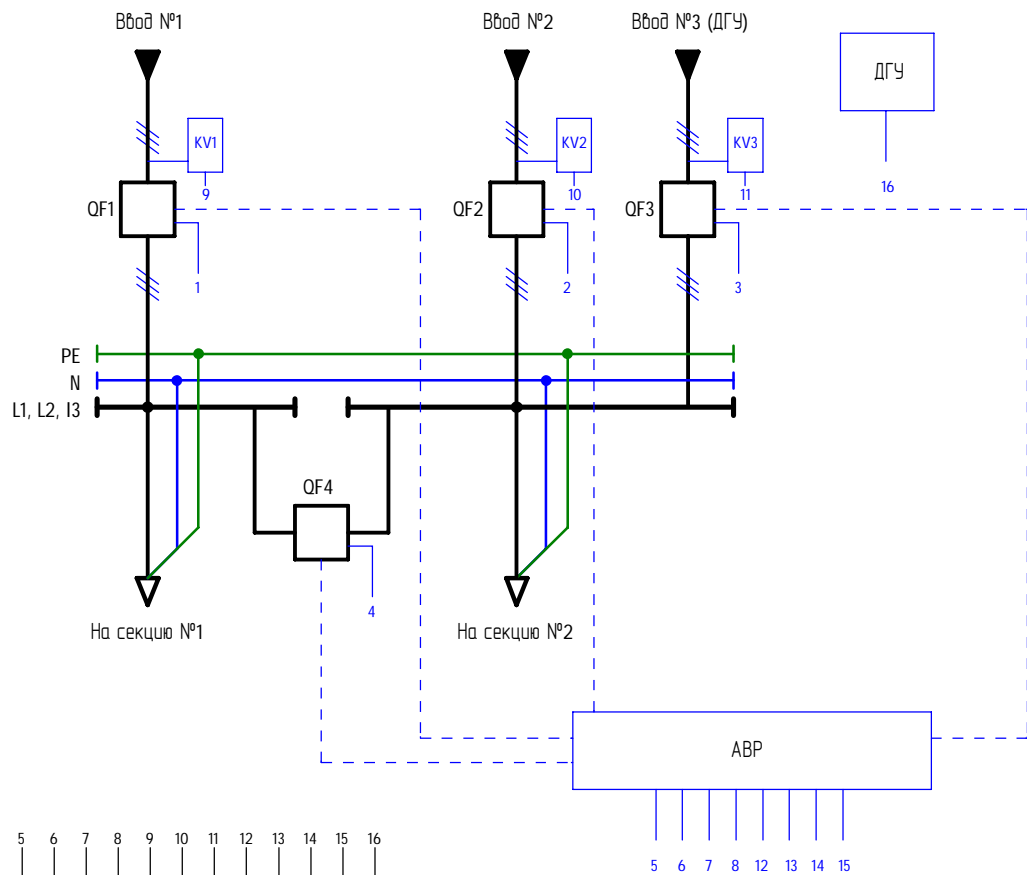 Ввод №1
Ввод №2
Ввод №3 (ДГУ)
ДГУ
KV1
KV2
KV3
9
10
11
16
QF1
QF2
QF3
1
2
3
PE
N
L1, L2, l3
QF4
4
На секцию №1
На секцию №2
АВР
5 6 7 8 9 10 11 12 13 14 15 16
5 6 7 8 12 13 14 15